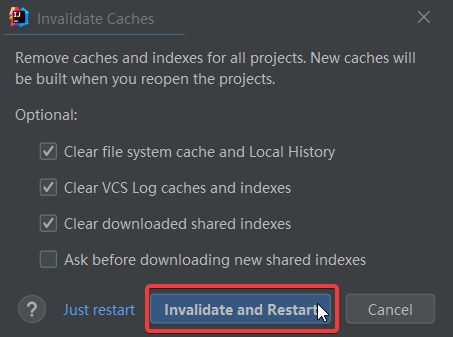 Invalidate Caches
Remove caches and indexes for all projects. New caches will
be built when you reopen the projects.
Optional:
Clear file system cache and Local History
Clear VCS Log caches and indexes
Clear downloaded shared indexes
Ask before downloading new shared indexes
? Just restart Invalidate and Restart Cancel